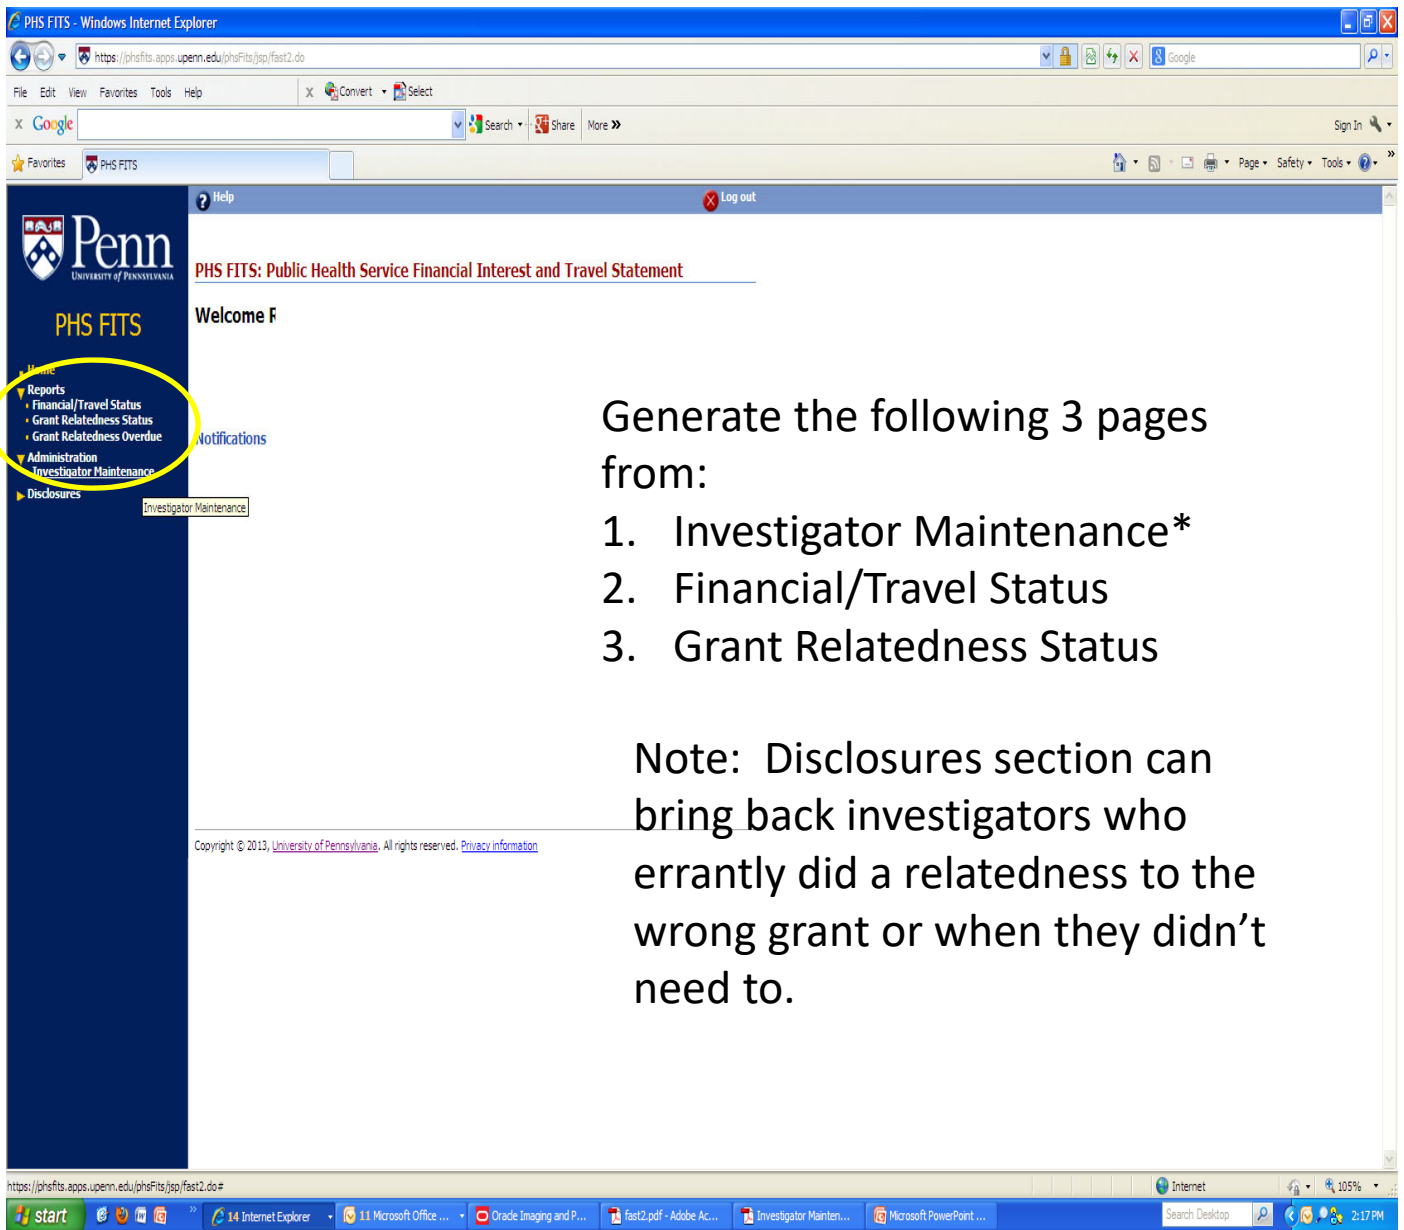 PHS FITS - Windows Internet Explorer
https://phsfits.apps.upenn.edu/phsFits/jsp/fast2.do
Google
File Edit View Favorites Tools Help
x Convert Select
x Google
Search Share More »
Sign In
Favorites PHS FITS
Page Safety Tools »
Help
Log out
Penn
UNIVERSITY of PENNSYLVANIA
PHS FITS
Home
Reports
Financial/Travel Status
Grant Relatedness Status
Grant Relatedness Overdue
Administration
Investigator Maintenance
Disclosures
Investigator Maintenance
PHS FITS: Public Health Service Financial Interest and Travel Statement
Welcome R
Notifications
Generate the following 3 pages
from:
1. Investigator Maintenance*
2. Financial/Travel Status
3. Grant Relatedness Status
Note: Disclosures section can
bring back investigators who
errantly did a relatedness to the
wrong grant or when they didn’t
need to.
Copyright © 2013, University of Pennsylvania. All rights reserved. Privacy information
https://phsfits.apps.upenn.edu/phsFits/jsp/fast2.do#
Internet
105%
start
» 14 Internet Explorer
11 Microsoft Office ...
Oracle Imaging and P...
fast2.pdf - Adobe Ac...
Investigator Mainten...
Microsoft PowerPoint ...
Search Desktop
2:17 PM